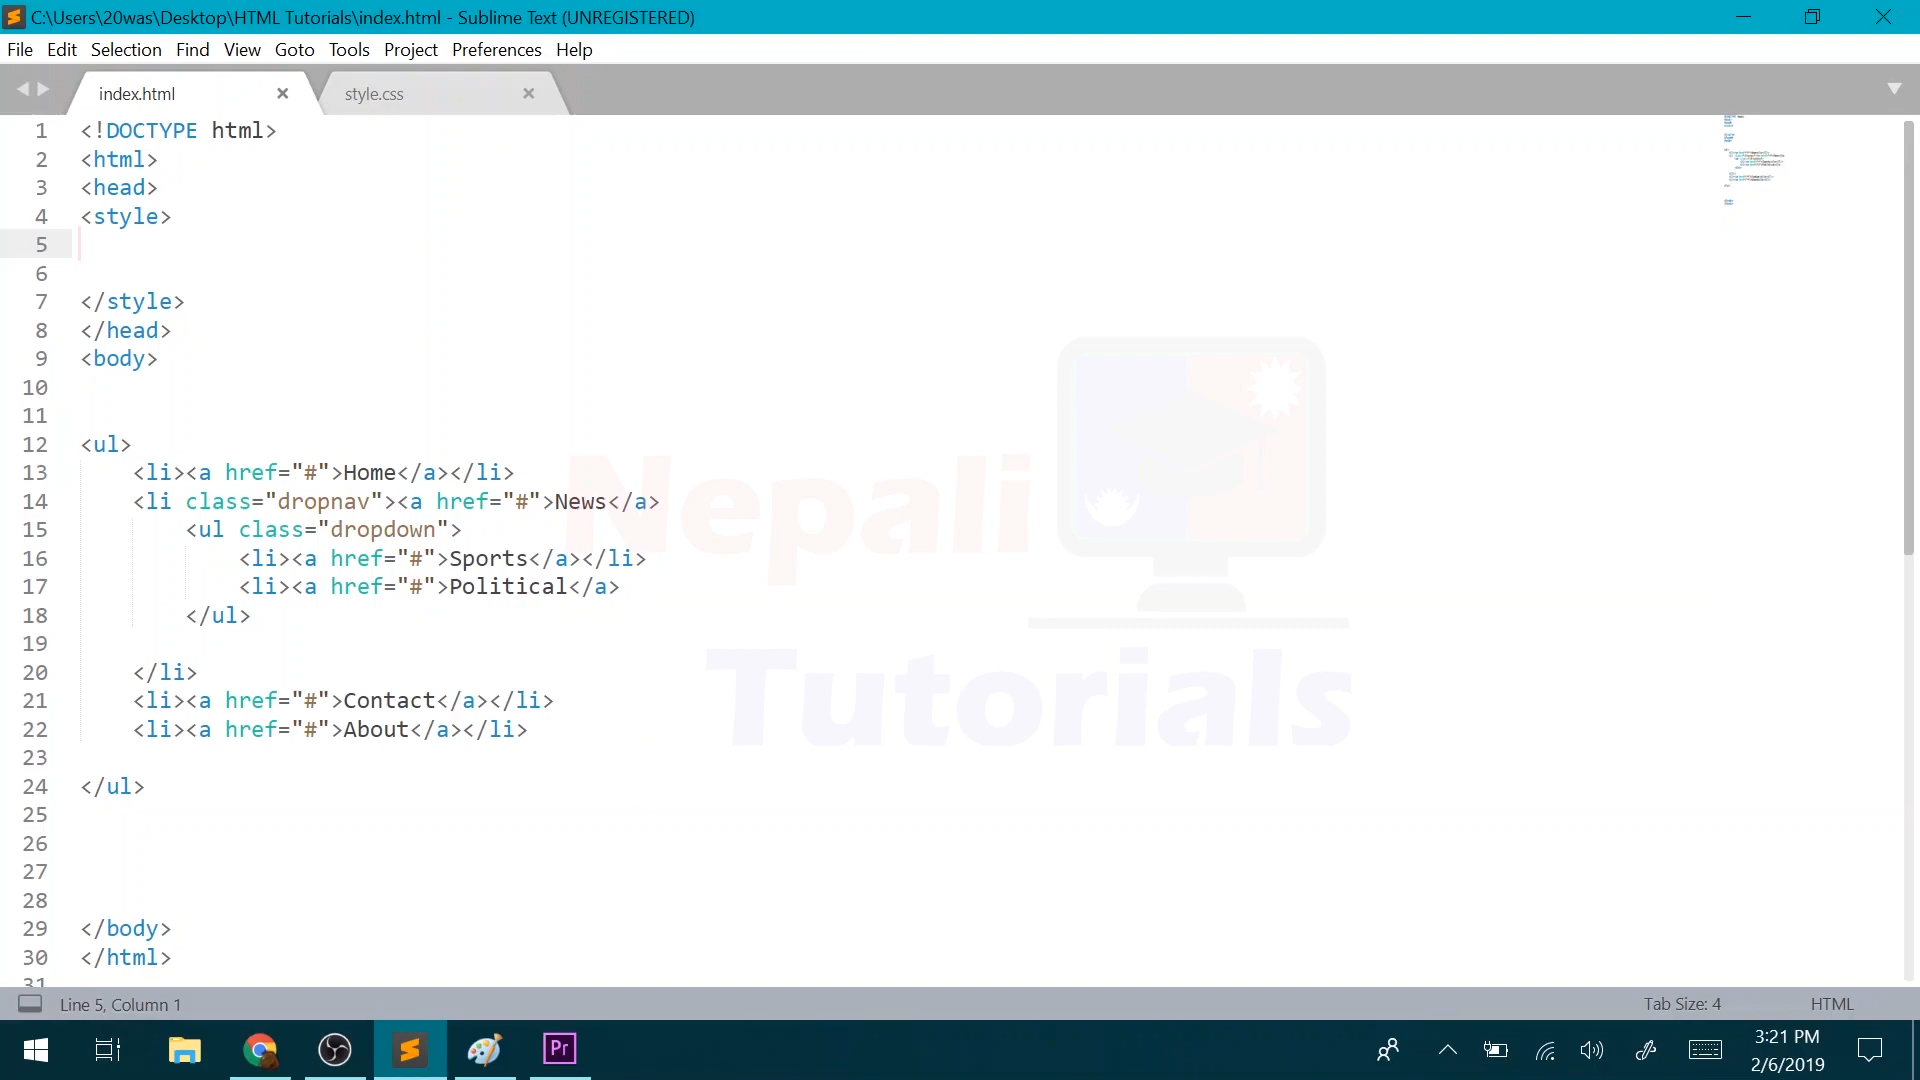 C:\Users\20was\Desktop\HTML Tutorials\index.html - Sublime Text (UNREGISTERED)
File Edit Selection Find View Goto Tools Project Preferences Help
index.html style.css
1 <!DOCTYPE html>
2 <html>
3 <head>
4 <style>
5
6
7 </style>
8 </head>
9 <body>
10
11
12 <ul>
13 <li><a href="#">Home</a></li>
14 <li class="dropnav"><a href="#">News</a>
15 <ul class="dropdown">
16 <li><a href="#">Sports</a></li>
17 <li><a href="#">Political</a>
18 </ul>
19
20 </li>
21 <li><a href="#">Contact</a></li>
22 <li><a href="#">About</a></li>
23
24 </ul>
25
26
27
28
29 </body>
30 </html>
31
Nepali
Tutorials
Line 5, Column 1 Tab Size: 4 HTML
Pr
3:21 PM
2/6/2019